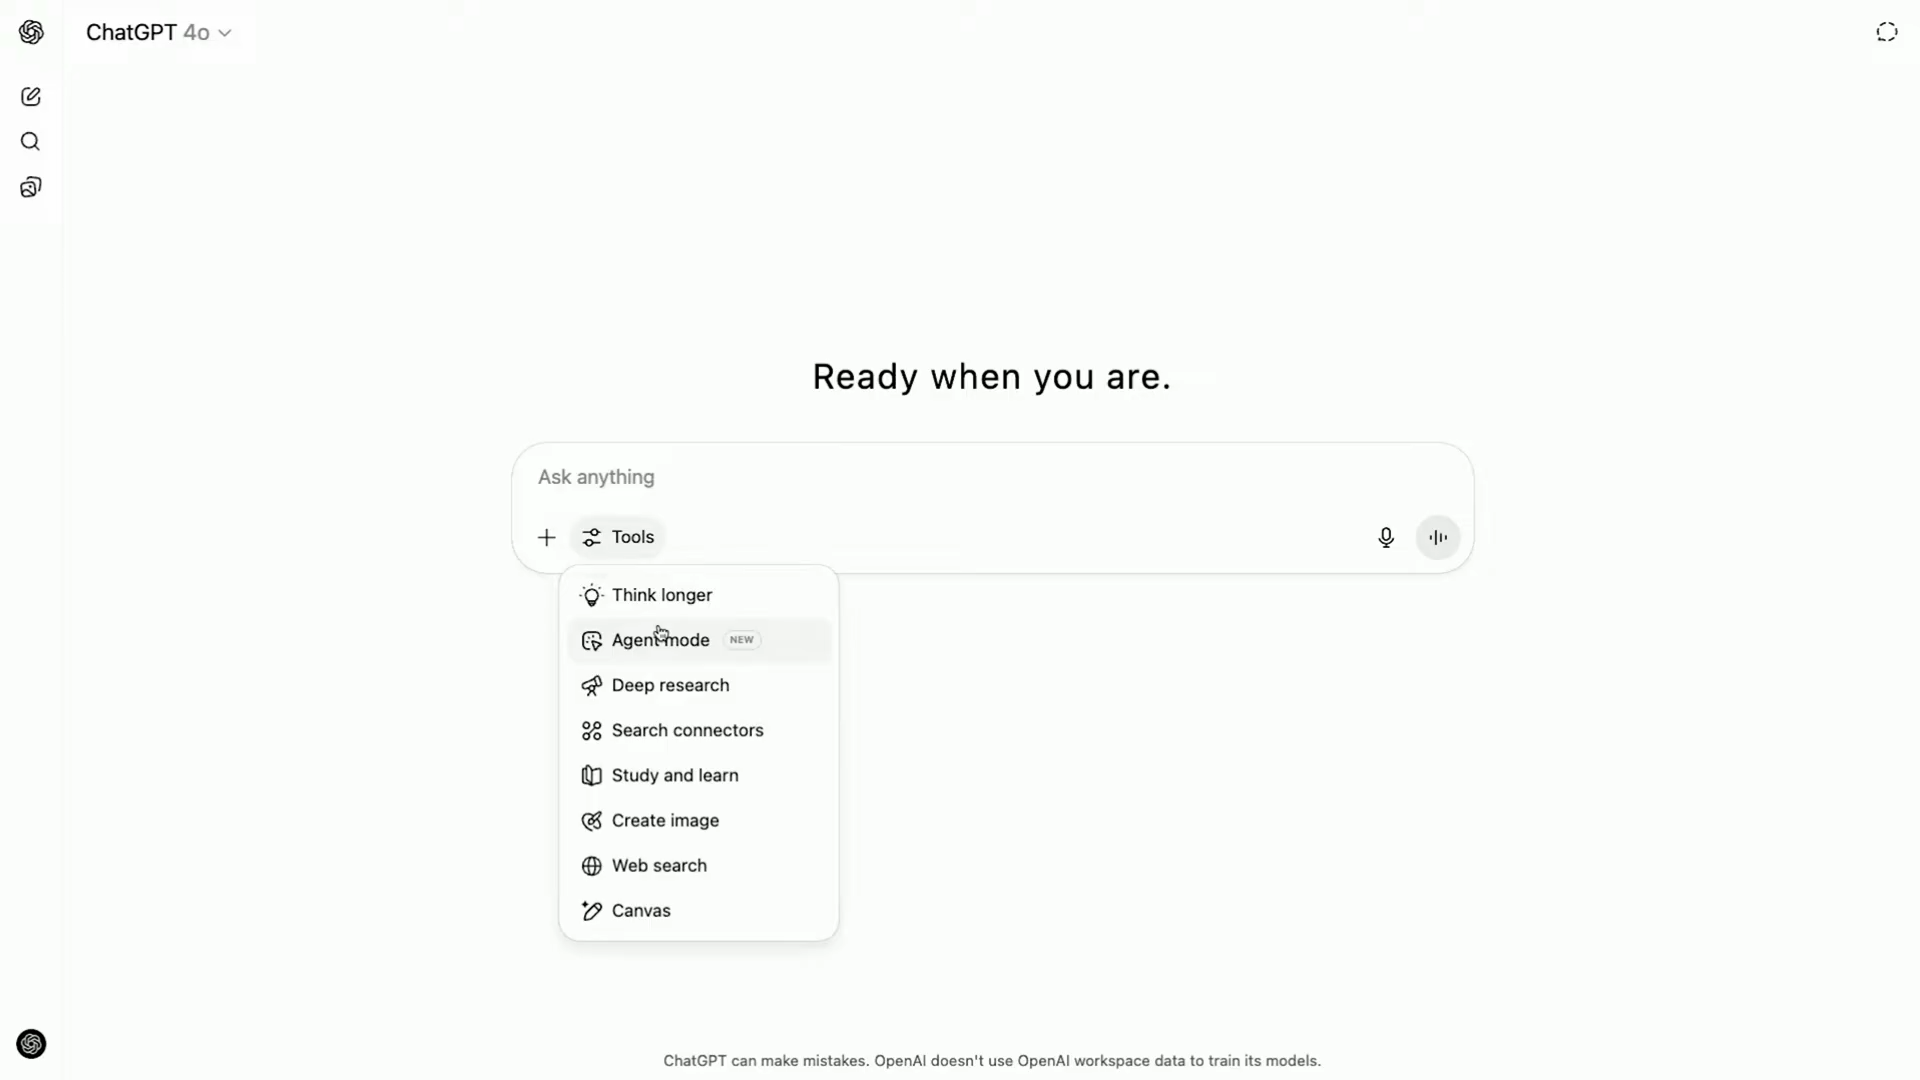 ChatGPT 4o
Ready when you are.
Ask anything
Tools
Think longer
Agent mode NEW
Deep research
Search connectors
Study and learn
Create image
Web search
Canvas
ChatGPT can make mistakes. OpenAI doesn't use OpenAI workspace data to train its models.